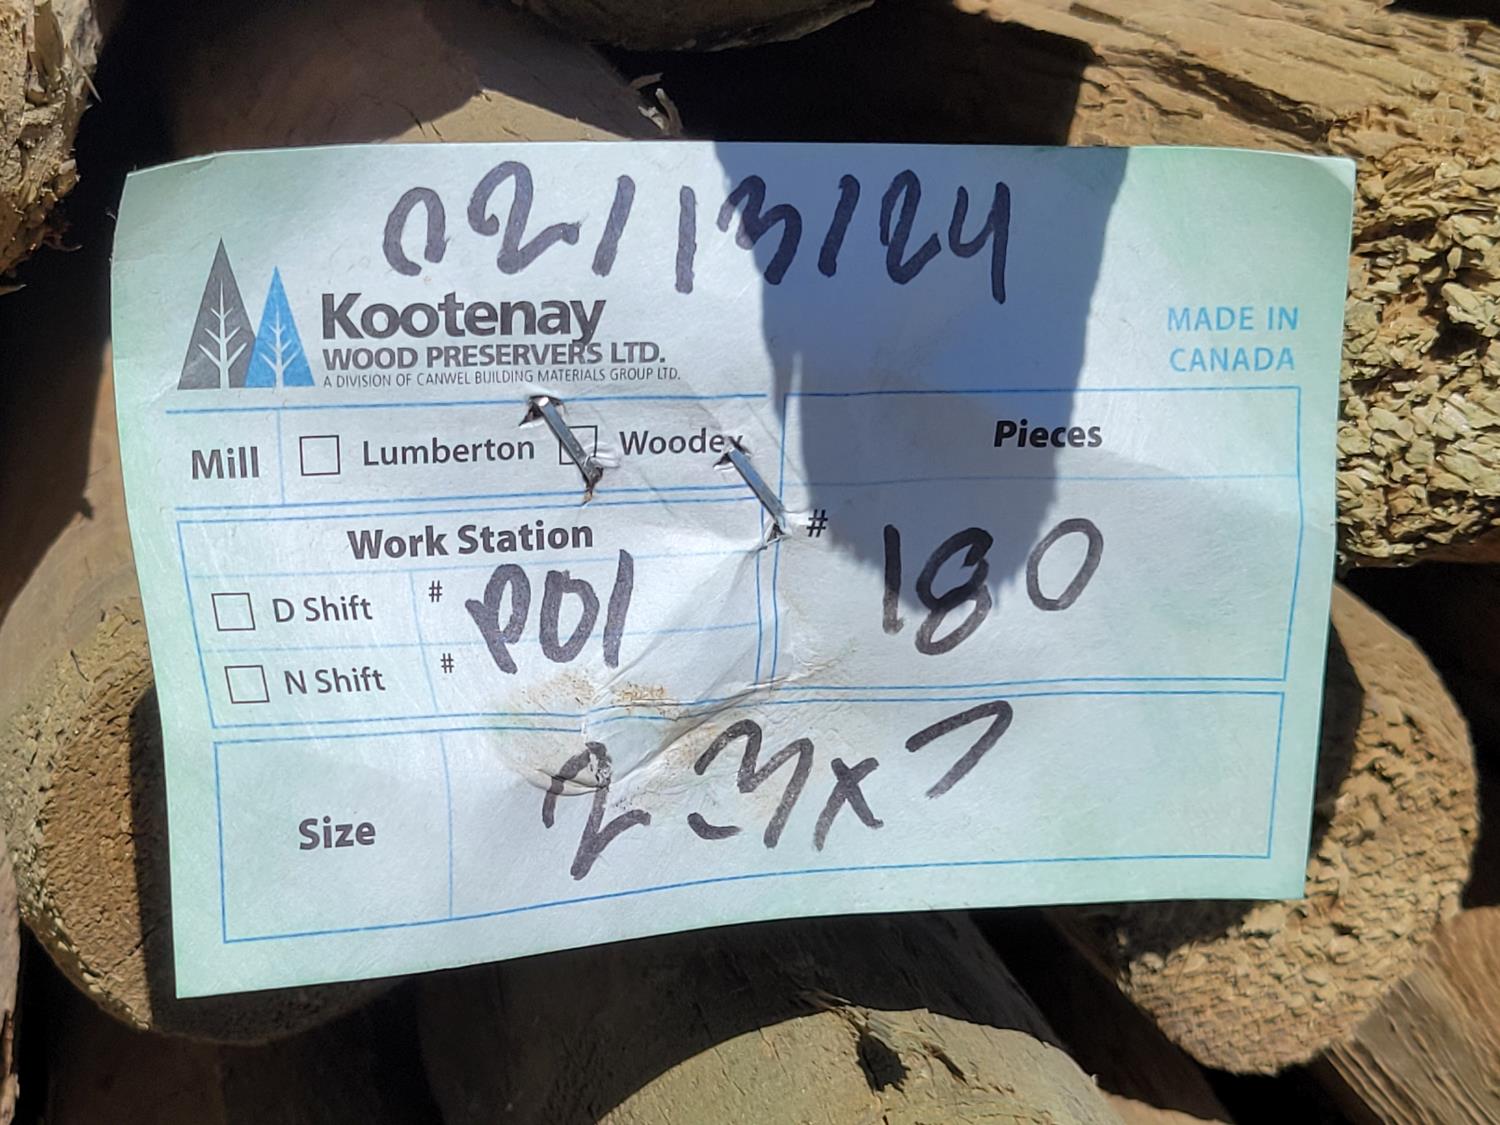 02/13/24
Kootenay
WOOD PRESERVERS LTD.
A DIVISION OF CANWEL BUILDING MATERIALS GROUP LTD.
MADE IN
CANADA
Mill Lumberton Woodex
Pieces
# 180
Work Station
D Shift # P01
N Shift #
Size 2 3x7